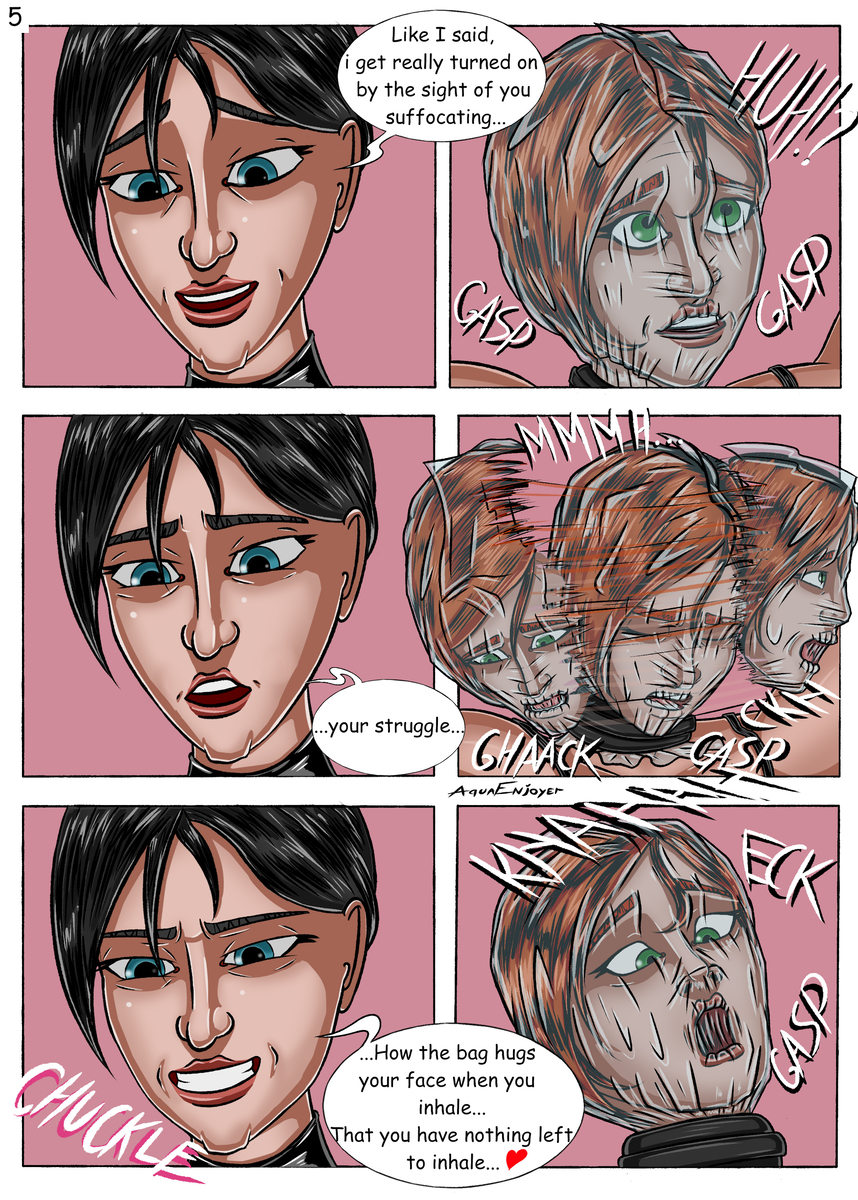 5
Like I said,
i get really turned on
by the sight of you
suffocating...
HUH!?
GASP
GASP
MMMH...
...your struggle...
GHAACK
GASP
CKH
AquaEnjoyer
ECK
GASP
...How the bag hugs
your face when you
inhale...
That you have nothing left
to inhale...
CHUCKLE